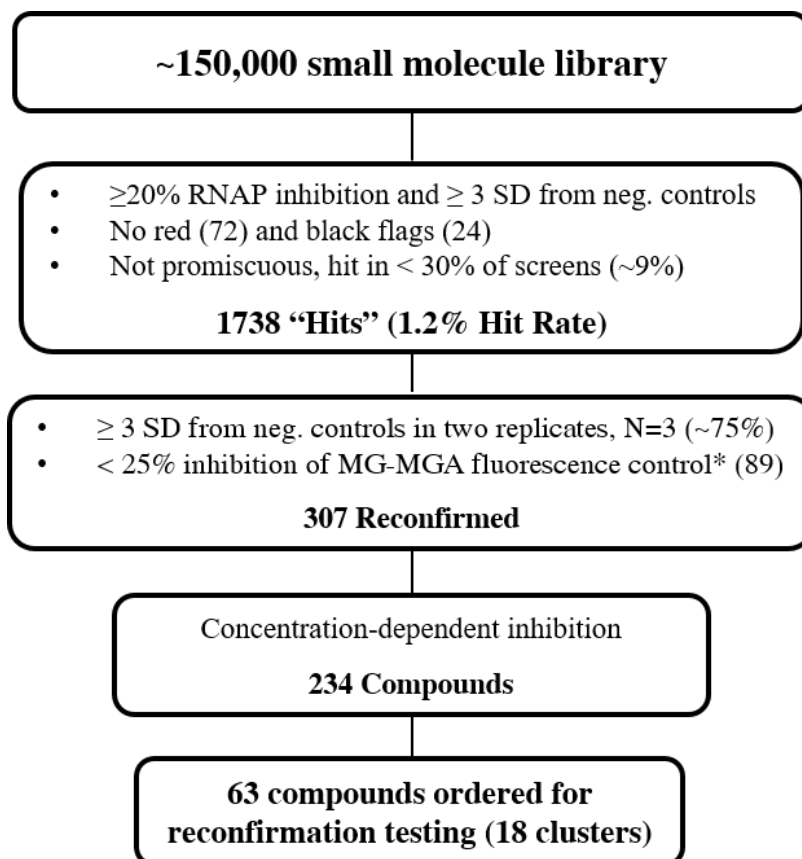 ~150,000 small molecule library
• ≥20% RNAP inhibition and ≥ 3 SD from neg. controls
• No red (72) and black flags (24)
• Not promiscuous, hit in < 30% of screens (~9%)
1738 “Hits” (1.2% Hit Rate)
• ≥ 3 SD from neg. controls in two replicates, N=3 (~75%)
• < 25% inhibition of MG-MGA fluorescence control* (89)
307 Reconfirmed
Concentration-dependent inhibition
234 Compounds
63 compounds ordered for
reconfirmation testing (18 clusters)